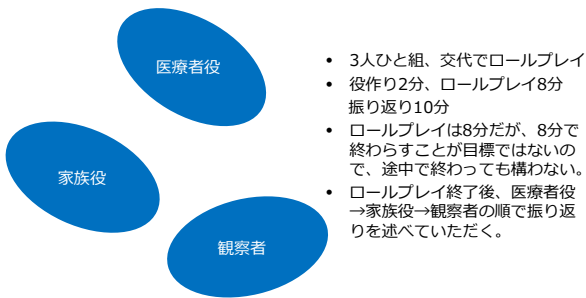 医療者役
家族役
観察者
• 3人ひと組、交代でロールプレイ
• 役作り2分、ロールプレイ8分
振り返り10分
• ロールプレイは8分だが、8分で
終わらすことが目標ではないの
で、途中で終わっても構わない。
• ロールプレイ終了後、医療者役
→家族役→観察者の順で振り返
りを述べていただく。